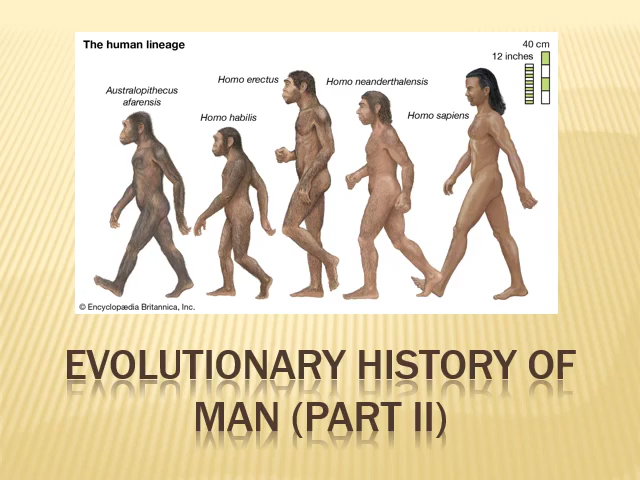 The human lineage
40 cm
12 inches
Homo erectus
Homo neanderthalensis
Australopithecus
afarensis
Homo habilis
Homo sapiens
© Encyclopædia Britannica, Inc.
EVOLUTIONARY HISTORY OF
MAN (PART II)